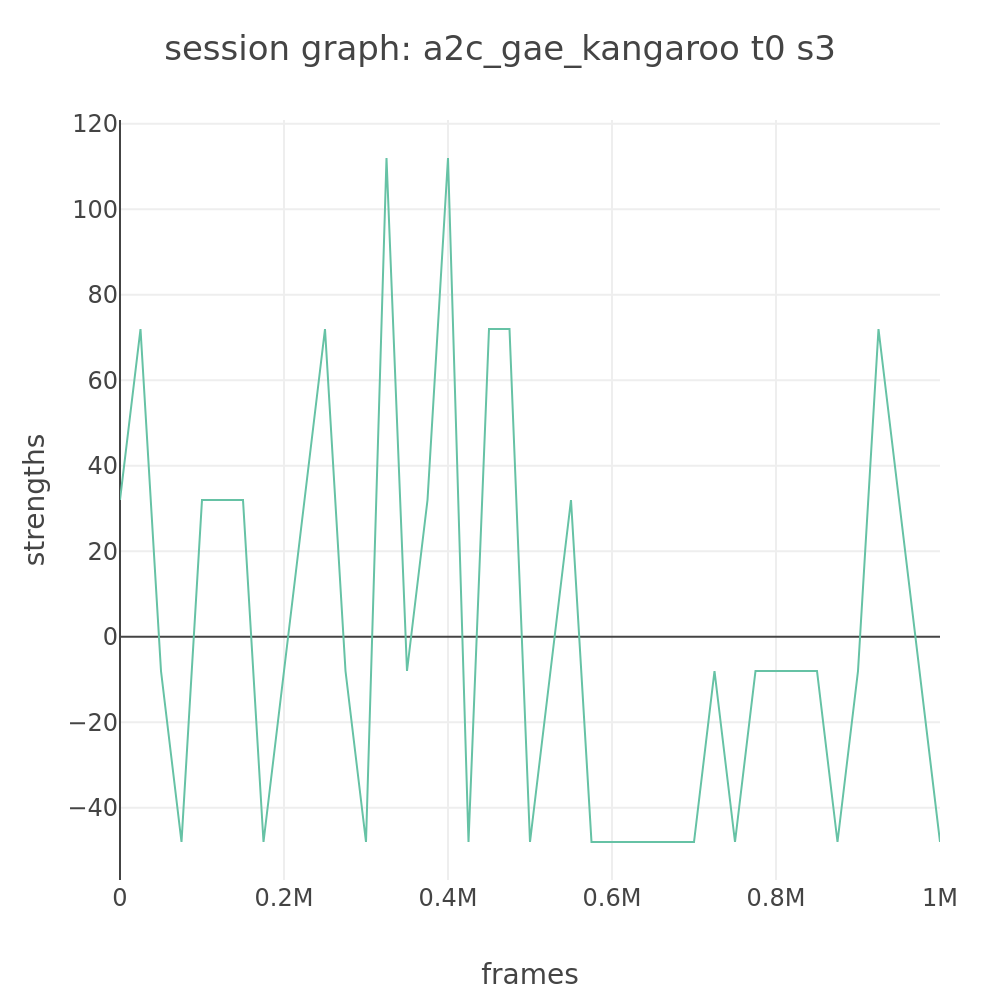 session graph: a2c_gae_kangaroo t0 s3
120
100
80
60
40
20
0
−20
−40
strengths
0
0.2M
0.4M
0.6M
0.8M
1M
frames